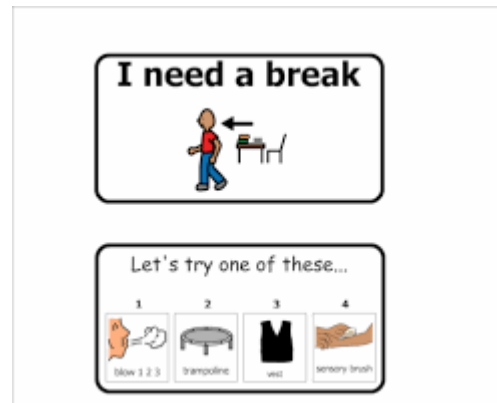 I need a break
Let's try one of these...
1 2 3 4
blow 1 2 3 trampoline vest sensory brush